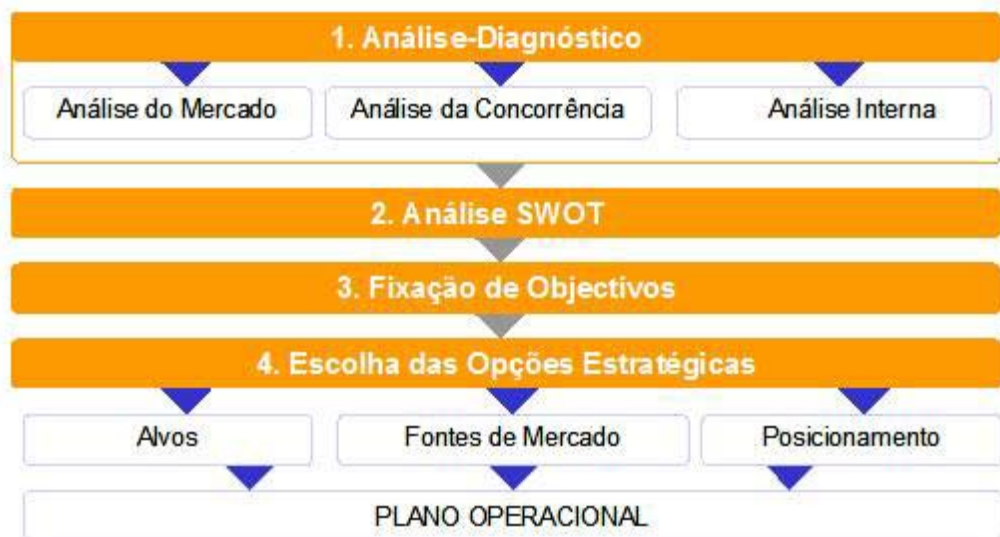 1. Análise-Diagnóstico
Análise do Mercado
Análise da Concorrência
Análise Interna
2. Análise SWOT
3. Fixação de Objectivos
4. Escolha das Opções Estratégicas
Alvos
Fontes de Mercado
Posicionamento
PLANO OPERACIONAL